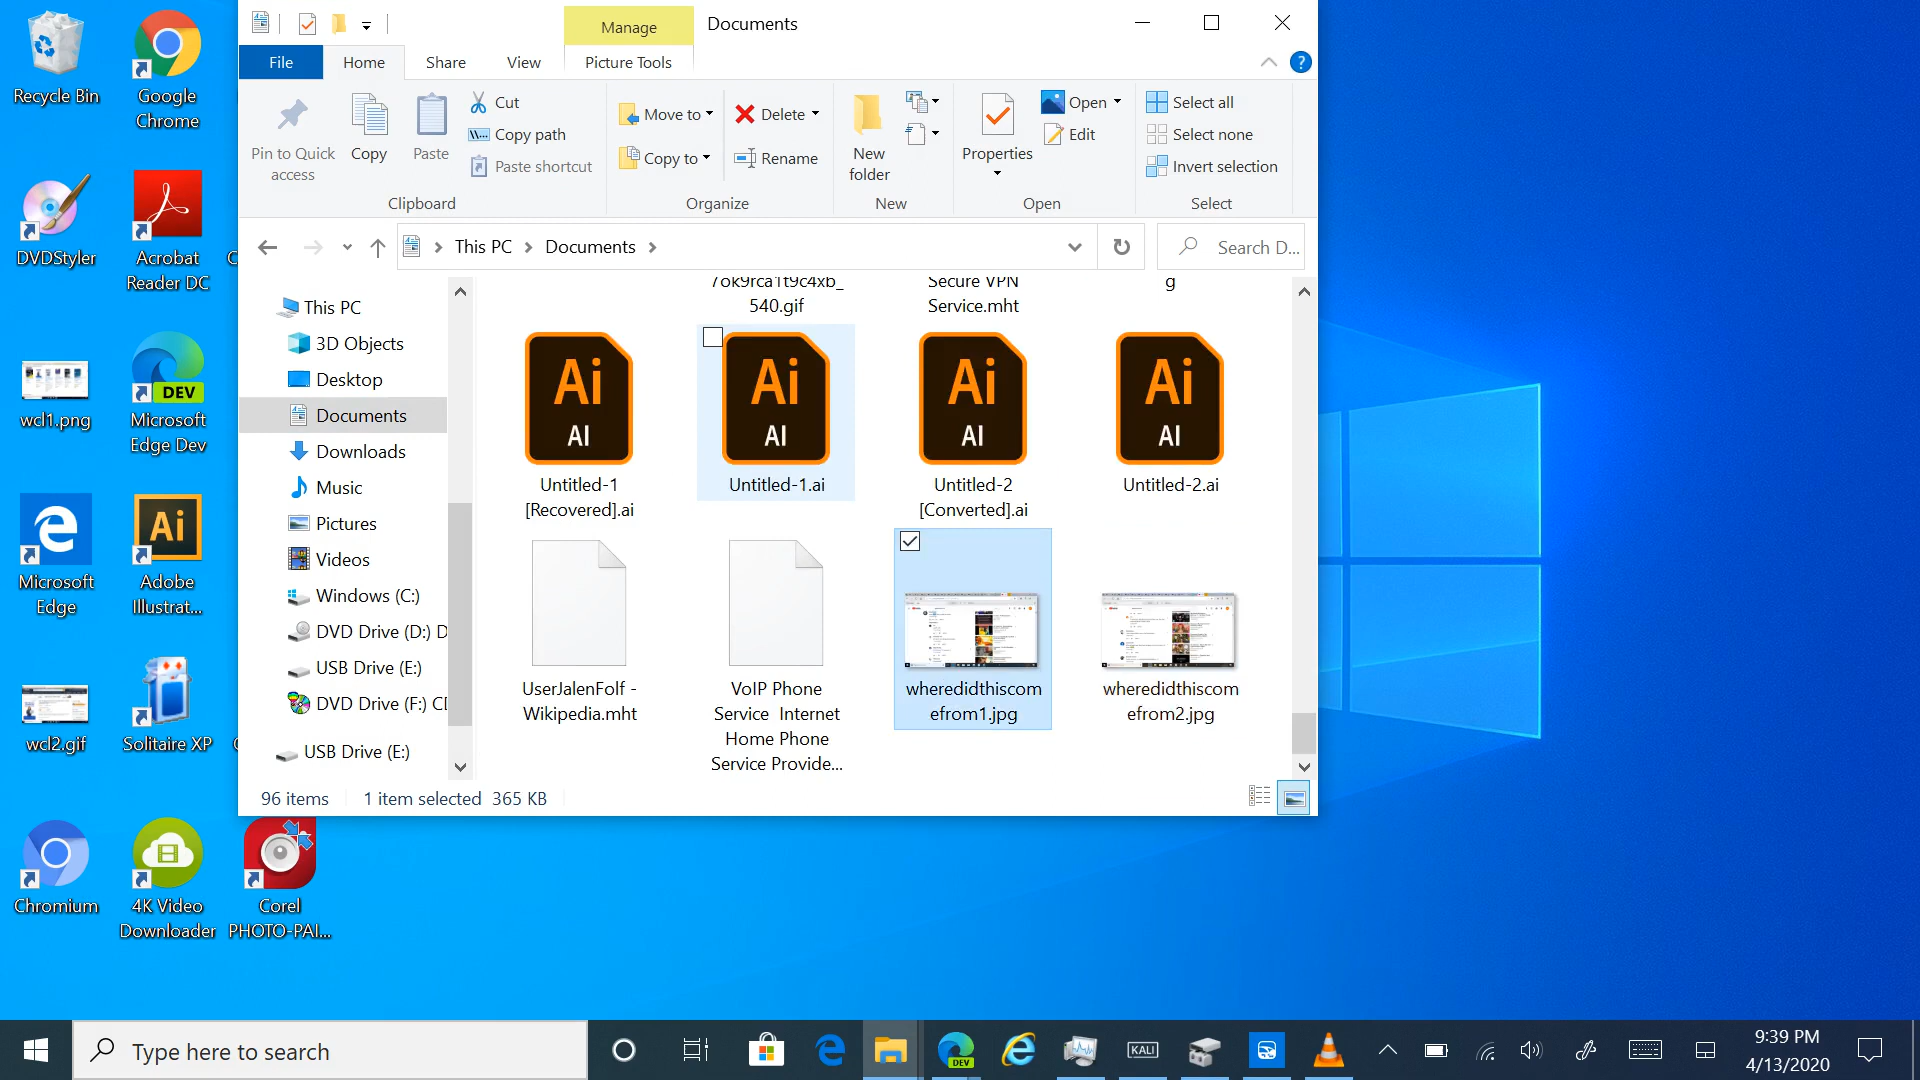 Manage
Documents
File
Home
Share
View
Picture Tools
?
Pin to Quick
access
Copy
Paste
Cut
Copy path
Paste shortcut
Clipboard
Move to
Copy to
Delete
Rename
Organize
New
folder
New
Properties
Open
Edit
Open
Select all
Select none
Invert selection
Select
This PC
Documents
Search D...
This PC
3D Objects
Desktop
Documents
Downloads
Music
Pictures
Videos
Windows (C:)
DVD Drive (D:) D
USB Drive (E:)
DVD Drive (F:) CD
USB Drive (E:)
540.gif
Secure VPN
Service.mht
g
Ai
AI
Untitled-1
[Recovered].ai
Ai
AI
Untitled-1.ai
Ai
AI
Untitled-2
[Converted].ai
Ai
AI
Untitled-2.ai
UserJalenFolf -
Wikipedia.mht
VoIP Phone
Service Internet
Home Phone
Service Provide...
wheredidthiscom
efrom1.jpg
wheredidthiscom
efrom2.jpg
96 items
1 item selected 365 KB
Recycle Bin
Google
Chrome
DVDStyler
Acrobat
Reader DC
C
wcl1.png
DEV
Microsoft
Edge Dev
Microsoft
Edge
Ai
Adobe
Illustrat...
wcl2.gif
Solitaire XP
Chromium
4K Video
Downloader
Corel
PHOTO-PAI...
Type here to search
DEV
KALI
9:39 PM
4/13/2020